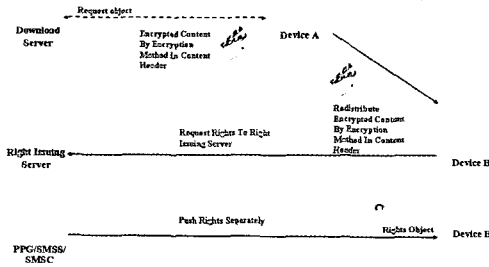 Request object
Download
Server
Encrypted Content
By Encryption
Method In Content
Header
Device A
Redistribute
Encrypted Content
By Encryption
Method In Content
Header
Request Rights To Right
Issuing Server
Right Issuing
Server
Device B
Push Rights Separately
Rights Object
Device B
PPG/SMSS/
SMSC